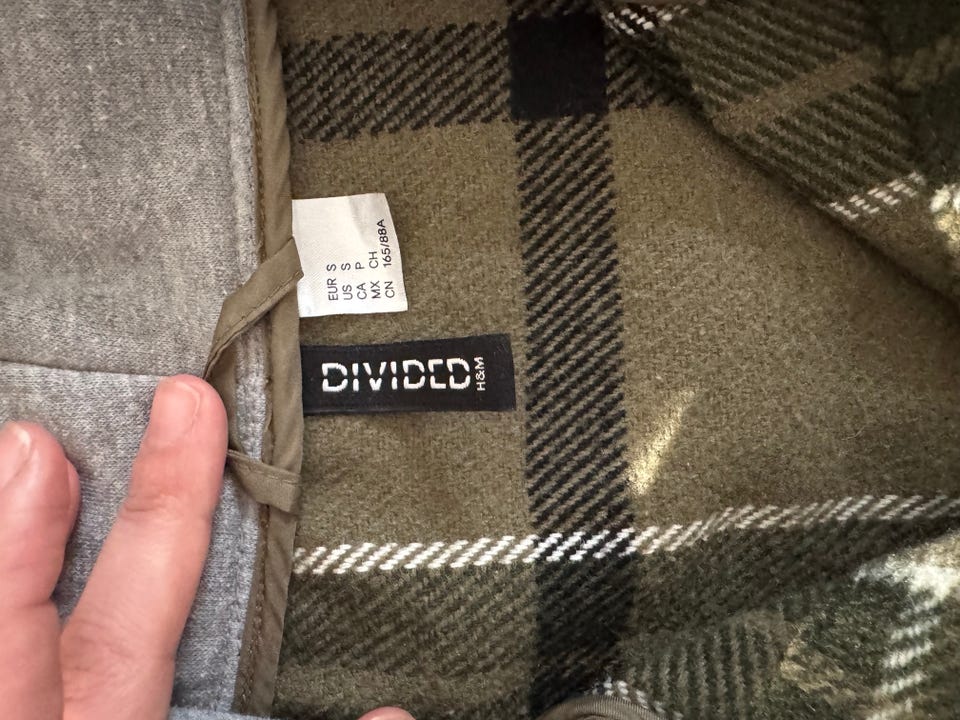 EUR S
US S
CA P
MX CH
CN 165/88A
DIVIDED
H&M